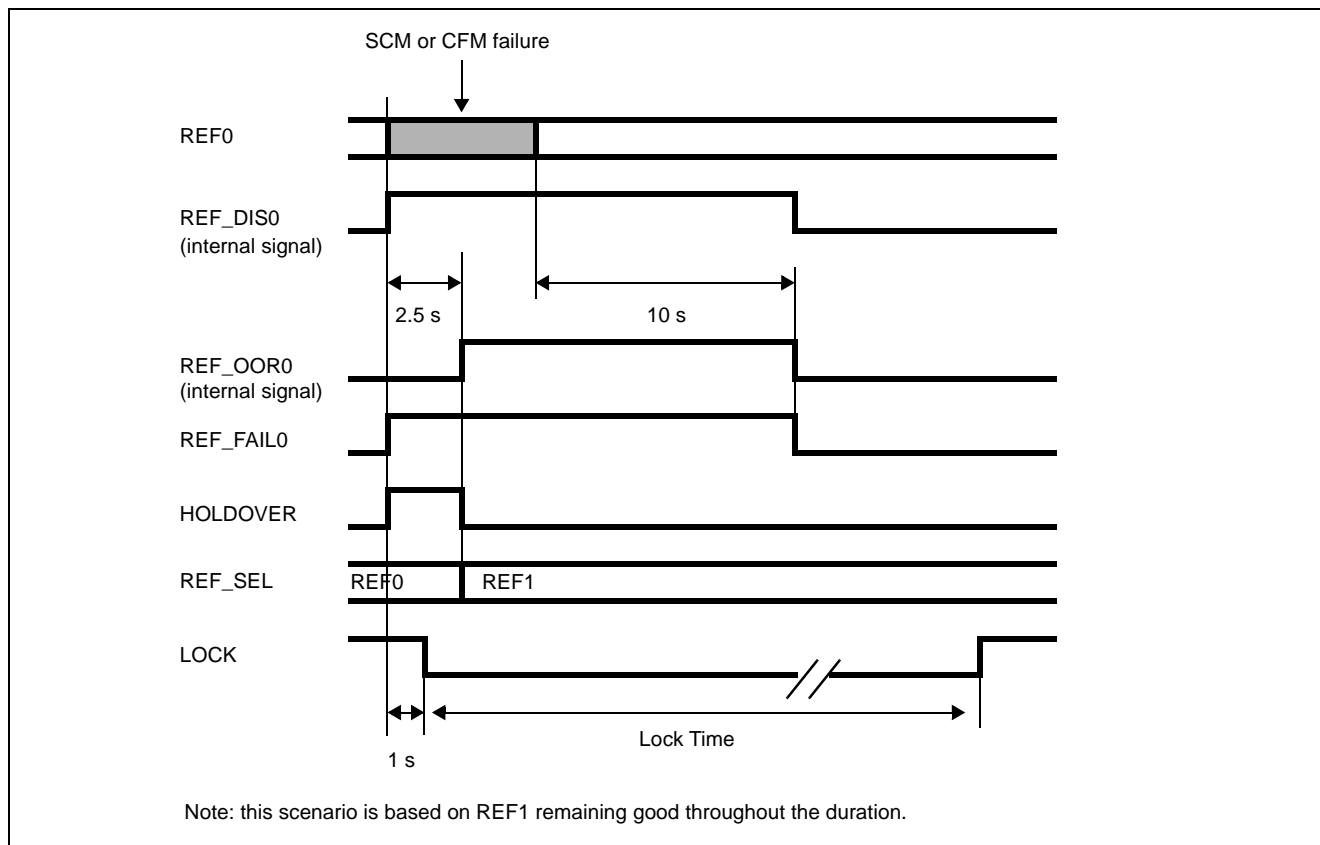 SCM or CFM failure
REF0
REF_DIS0
(internal signal)
2.5 s
10 s
REF_OOR0
(internal signal)
REF_FAIL0
HOLDOVER
REF_SEL
REF0
REF1
LOCK
Lock Time
1 s
Note: this scenario is based on REF1 remaining good throughout the duration.